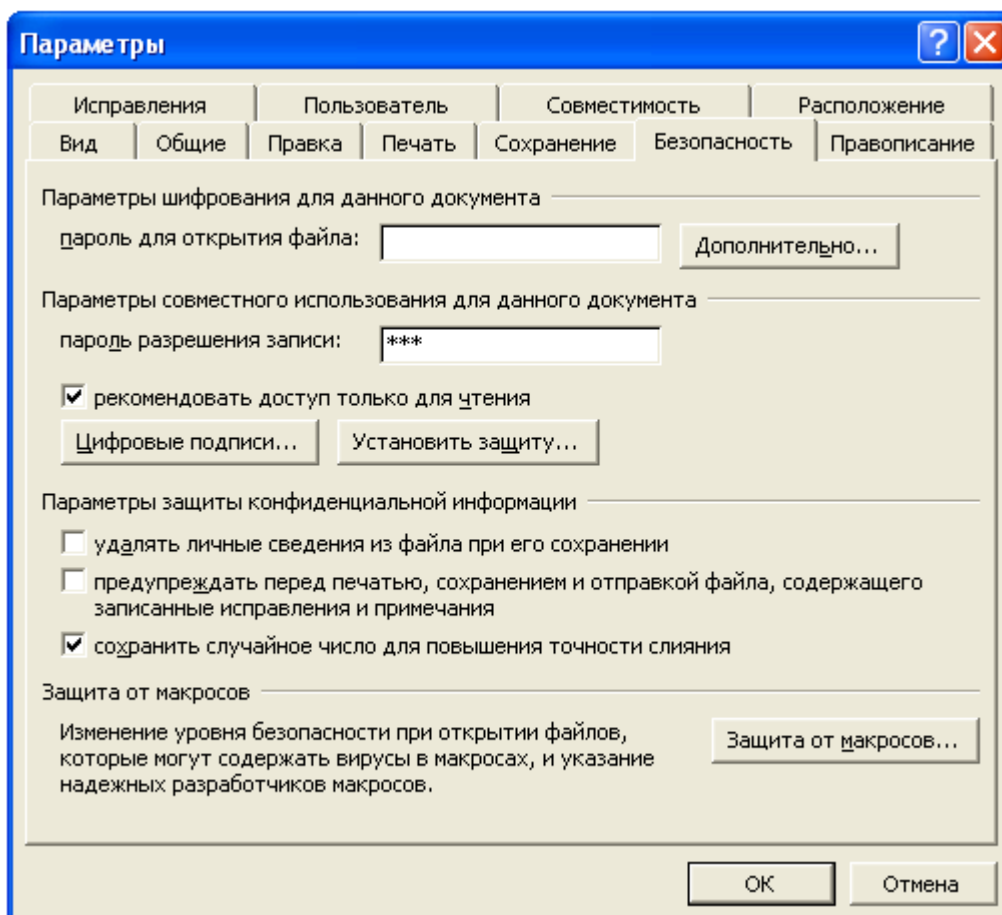 Параметры
Исправления Пользователь Совместимость Расположение
Вид Общие Правка Печать Сохранение Безопасность Правописание
Параметры шифрования для данного документа
пароль для открытия файла: Дополнительно...
Параметры совместного использования для данного документа
пароль разрешения записи: ***
рекомендовать доступ только для чтения
Цифровые подписи... Установить защиту...
Параметры защиты конфиденциальной информации
удалять личные сведения из файла при его сохранении
предупреждать перед печатью, сохранением и отправкой файла, содержащего
записанные исправления и примечания
сохранить случайное число для повышения точности слияния
Защита от макросов
Изменение уровня безопасности при открытии файлов,
которые могут содержать вирусы в макросах, и указание
надежных разработчиков макросов.
Защита от макросов...
ОК Отмена